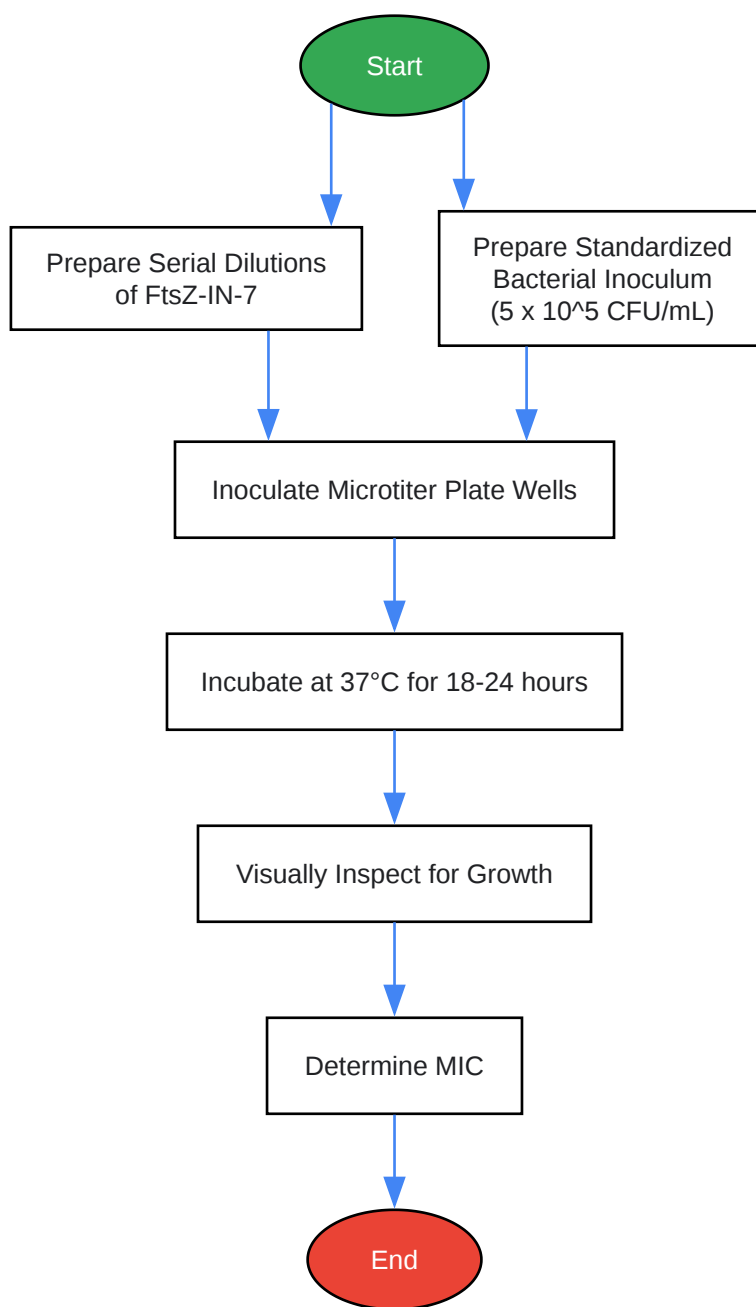 Start
Prepare Serial Dilutions
of FtsZ-IN-7
Prepare Standardized
Bacterial Inoculum
(5 x 10^5 CFU/mL)
Inoculate Microtiter Plate Wells
Incubate at 37°C for 18-24 hours
Visually Inspect for Growth
Determine MIC
End